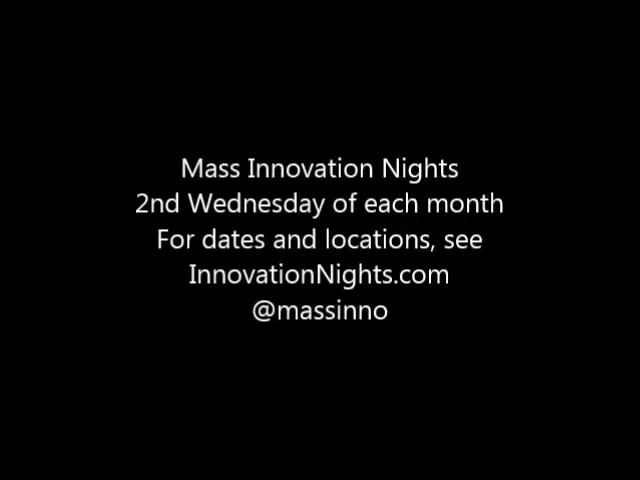 Mass Innovation Nights
2nd Wednesday of each month
For dates and locations, see
InnovationNights.com
@massinno